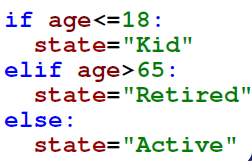 if age<=18:
  state="Kid"
elif age>65:
  state="Retired"
else:
  state="Active"